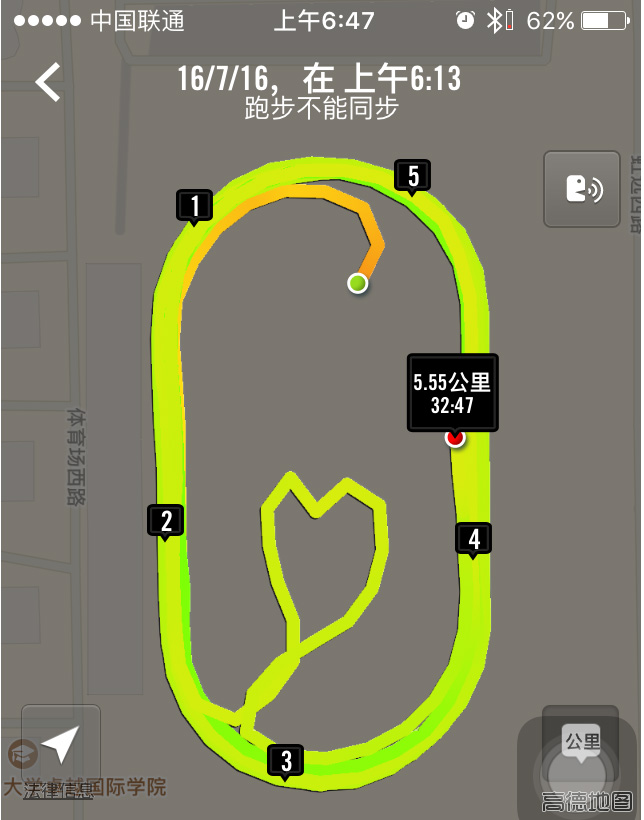 中国联通 上午6:47 62%
16/7/16，在 上午6:13
跑步不能同步
5
1
5.55公里
32:47
体育场西路
2
4
3
公里
大学卓越国际学院
法律信息
高德地图